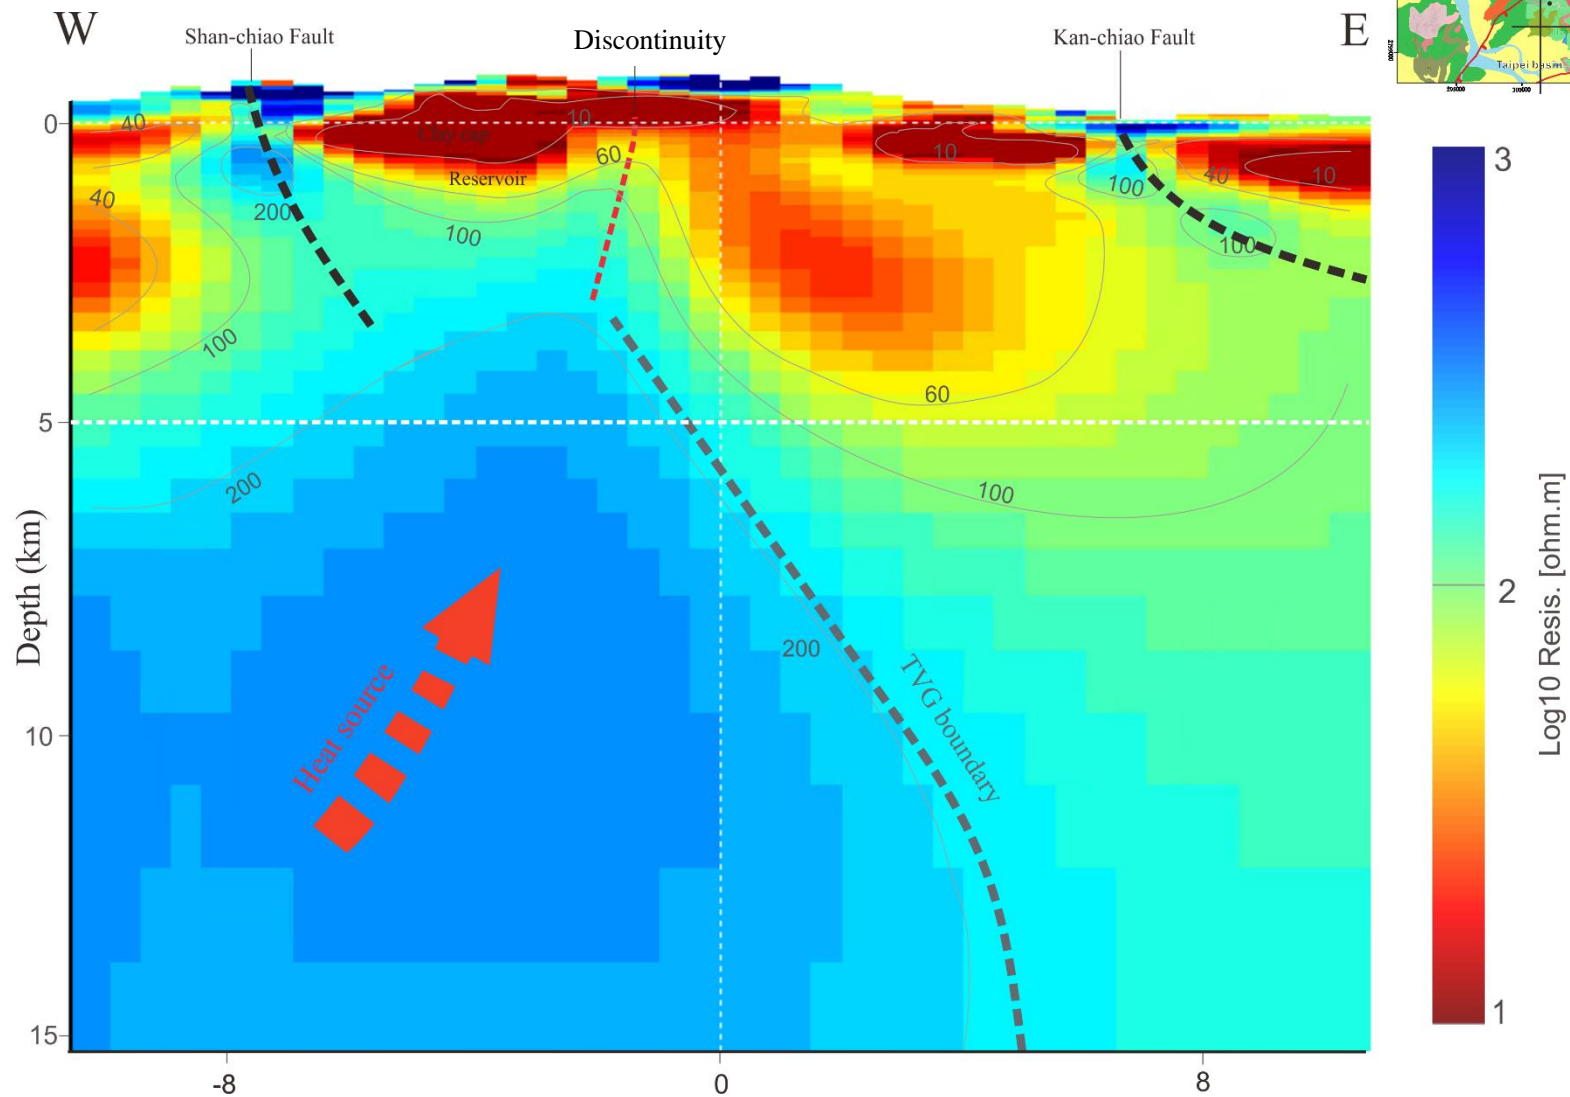 W
E
Shan-chiao Fault
Discontinuity
Kan-chiao Fault
Taipei basin
40
0
10
Clay cap
60
10
Reservoir
40
10
100
40
200
100
100
3
100
60
5
200
100
Depth (km)
2
Log10 Resis. [ohm.m]
200
TVG boundary
Heat source
10
1
15
-8
0
8